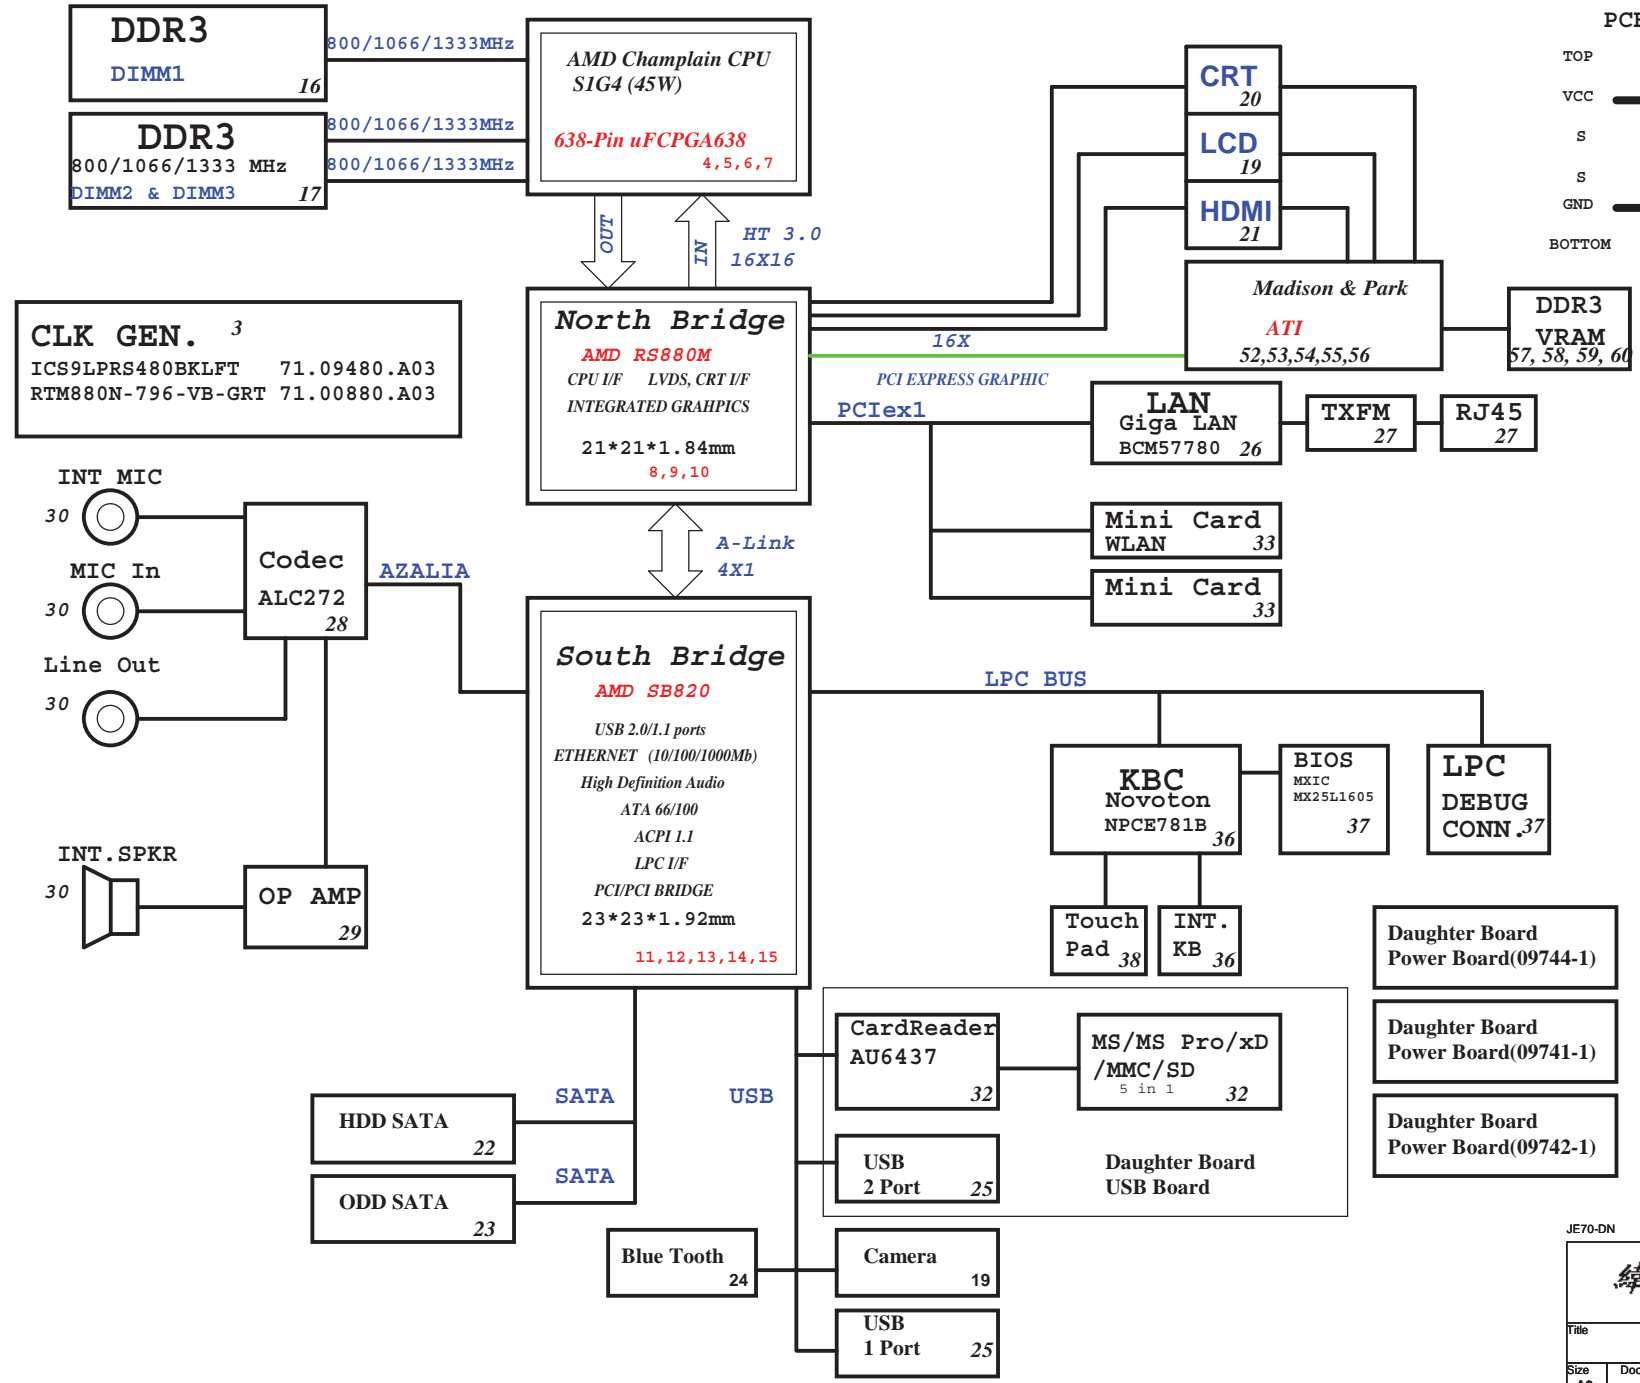 DDR3
DIMM1
16
800/1066/1333MHz
DDR3
800/1066/1333 MHz
DIMM2 & DIMM3
17
800/1066/1333MHz
800/1066/1333MHz
AMD Champlain CPU
S1G4 (45W)
638-Pin uFCPGA638
4,5,6,7
OUT
IN
HT 3.0
16X16
CRT
20
LCD
19
HDMI
21
PCB
TOP
VCC
S
S
GND
BOTTOM
CLK GEN. 3
ICS9LPRS480BKLFT 71.09480.A03
RTM880N-796-VB-GRT 71.00880.A03
North Bridge
AMD RS880M
CPU I/F LVDS, CRT I/F
INTEGRATED GRAHPICS
21*21*1.84mm
8,9,10
16X
PCI EXPRESS GRAPHIC
Madison & Park
ATI
52,53,54,55,56
DDR3
VRAM
57, 58, 59, 60
PCIex1
LAN
Giga LAN
BCM57780 26
TXFM
27
RJ45
27
Mini Card
WLAN 33
Mini Card
33
A-Link
4X1
INT MIC
30
MIC In
30
Line Out
30
Codec
ALC272
28
AZALIA
INT.SPKR
30
OP AMP
29
South Bridge
AMD SB820
USB 2.0/1.1 ports
ETHERNET (10/100/1000Mb)
High Definition Audio
ATA 66/100
ACPI 1.1
LPC I/F
PCI/PCI BRIDGE
23*23*1.92mm
11,12,13,14,15
LPC BUS
KBC
Novoton
NPCE781B
36
BIOS
MXIC
MX25L1605
37
LPC
DEBUG
CONN.37
Touch
Pad 38
INT.
KB 36
Daughter Board
Power Board(09744-1)
Daughter Board
Power Board(09741-1)
Daughter Board
Power Board(09742-1)
CardReader
AU6437
32
MS/MS Pro/xD
/MMC/SD
5 in 1 32
USB
2 Port 25
Daughter Board
USB Board
SATA
USB
HDD SATA
22
SATA
ODD SATA
23
Blue Tooth
24
Camera
19
USB
1 Port 25
JE70-DN
緯
Title
Size
Doc